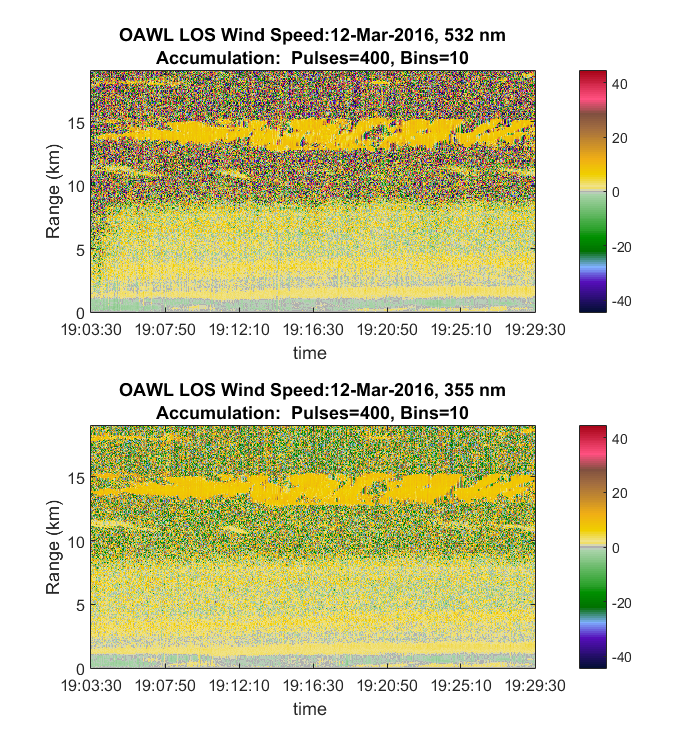 OAWL LOS Wind Speed:12-Mar-2016, 532 nm
Accumulation:  Pulses=400, Bins=10
Range (km)
15
10
5
0
19:03:30 19:07:50 19:12:10 19:16:30 19:20:50 19:25:10 19:29:30
time
40
20
0
-20
-40
OAWL LOS Wind Speed:12-Mar-2016, 355 nm
Accumulation:  Pulses=400, Bins=10
Range (km)
15
10
5
0
19:03:30 19:07:50 19:12:10 19:16:30 19:20:50 19:25:10 19:29:30
time
40
20
0
-20
-40